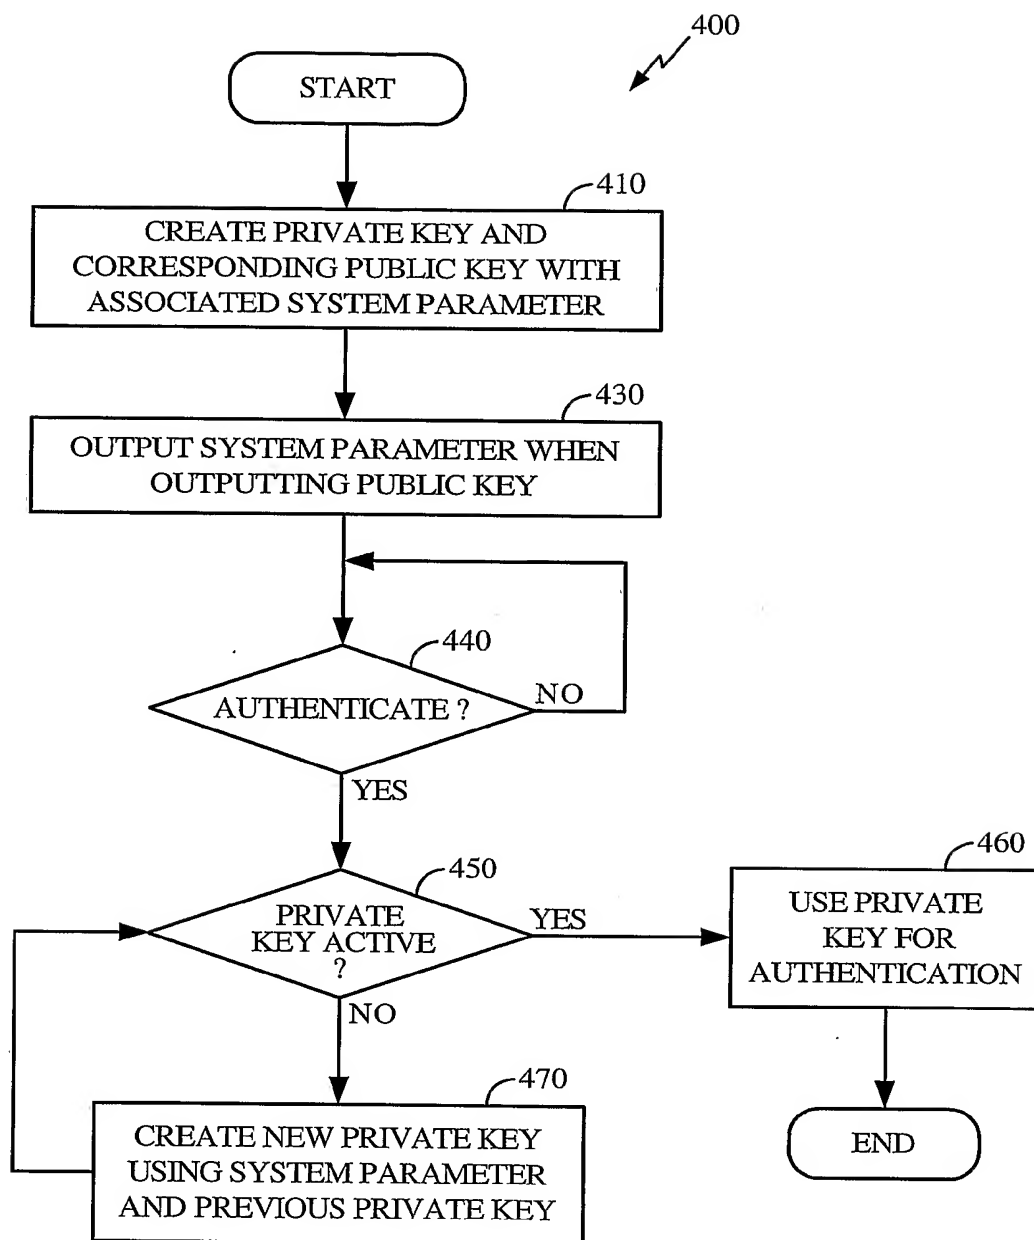 400
START
410
CREATE PRIVATE KEY AND
CORRESPONDING PUBLIC KEY WITH
ASSOCIATED SYSTEM PARAMETER
430
OUTPUT SYSTEM PARAMETER WHEN
OUTPUTTING PUBLIC KEY
440
AUTHENTICATE ?
NO
YES
450
PRIVATE
KEY ACTIVE
?
YES
NO
460
USE PRIVATE
KEY FOR
AUTHENTICATION
470
CREATE NEW PRIVATE KEY
USING SYSTEM PARAMETER
AND PREVIOUS PRIVATE KEY
END